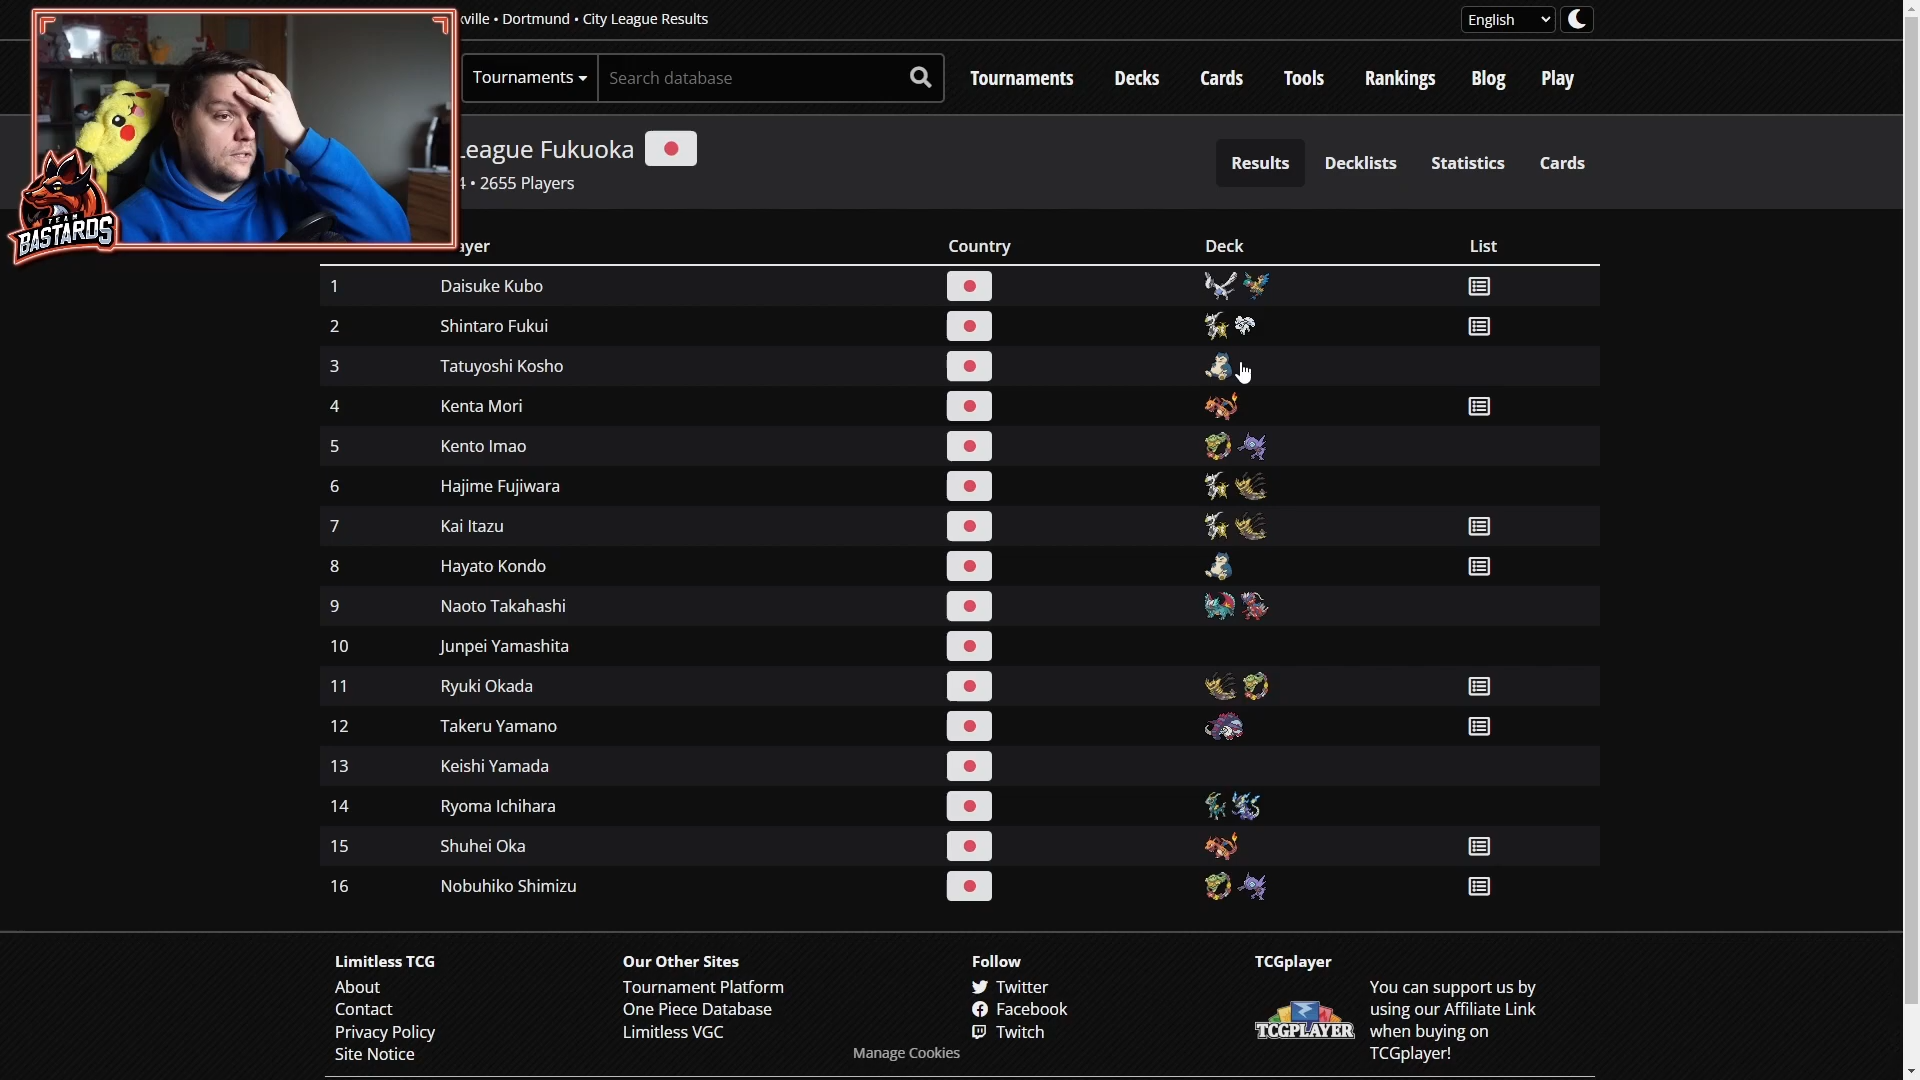 ville • Dortmund • City League Results
English
Tournaments
Search database
Tournaments
Decks
Cards
Tools
Rankings
Blog
Play
League Fukuoka
4 • 2655 Players
Results
Decklists
Statistics
Cards
TEAM
BASTARDS
ayer
Country
Deck
List
1 Daisuke Kubo
2 Shintaro Fukui
3 Tatuyoshi Kosho
4 Kenta Mori
5 Kento Imao
6 Hajime Fujiwara
7 Kai Itazu
8 Hayato Kondo
9 Naoto Takahashi
10 Junpei Yamashita
11 Ryuki Okada
12 Takeru Yamano
13 Keishi Yamada
14 Ryoma Ichihara
15 Shuhei Oka
16 Nobuhiko Shimizu
Limitless TCG
About
Contact
Privacy Policy
Site Notice
Our Other Sites
Tournament Platform
One Piece Database
Limitless VGC
Follow
Twitter
Facebook
Twitch
TCGplayer
TCGPLAYER
You can support us by
using our Affiliate Link
when buying on
TCGplayer!
Manage Cookies